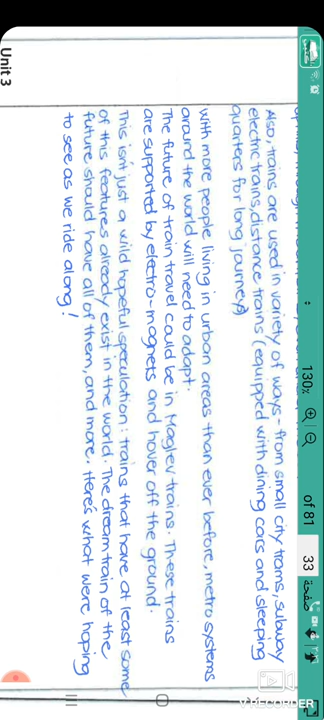 Also, trains are used in variety of ways - from small city trams, subway
electric trains, distance trains (equipped with dining cars and sleeping
quarters for long journeys)
With more people living in urban areas than ever before, metro systems
around the world will need to adapt.
The future of train travel could be in Maglev trains. These trains
are supported by electro-magnets and hover off the ground.
This isn't just a wild hopeful speculation: trains that have at least some
of this features already exist in the world. The dream train of the
future should have all of them, and more. Here's what were hoping
to see as we ride along!
Unit 3
130%
of 81
33
صفحة
VRECORDER